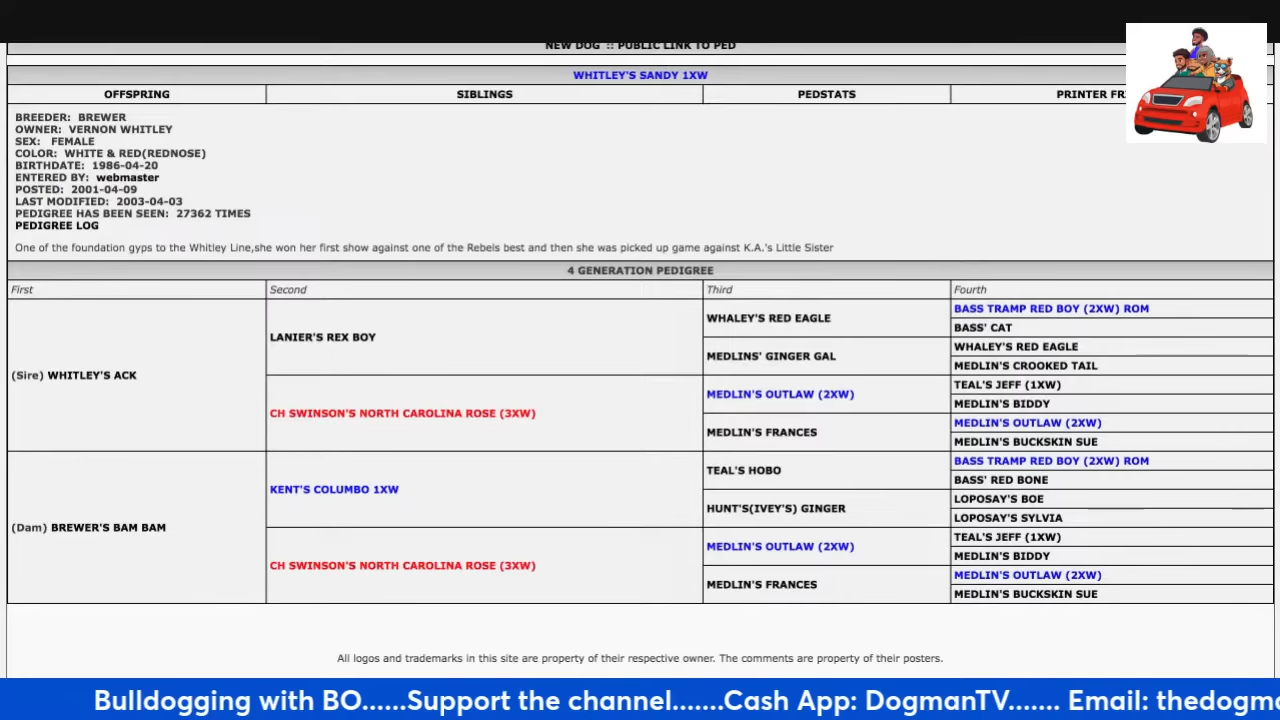 NEW DOG :: PUBLIC LINK TO PED
WHITLEY'S SANDY 1XW
OFFSPRING SIBLINGS PEDSTATS PRINTER
BREEDER: BREWER
OWNER: VERNON WHITLEY
SEX: FEMALE
COLOR: WHITE & RED(REDNOSE)
BIRTHDATE: 1986-04-20
ENTERED BY: webmaster
POSTED: 2001-04-09
LAST MODIFIED: 2003-04-03
PEDIGREE HAS BEEN SEEN: 27362 TIMES
PEDIGREE LOG
One of the foundation gyps to the Whitley Line,she won her first show against one of the Rebels best and then she was picked up game against K.A.'s Little Sister
4 GENERATION PEDIGREE
First Second Third Fourth
(Sire) WHITLEY'S ACK
LANIER'S REX BOY
CH SWINSON'S NORTH CAROLINA ROSE (3XW)
WHALEY'S RED EAGLE
MEDLINS' GINGER GAL
MEDLIN'S OUTLAW (2XW)
MEDLIN'S FRANCES
BASS TRAMP RED BOY (2XW) ROM
BASS' CAT
WHALEY'S RED EAGLE
MEDLIN'S CROOKED TAIL
TEAL'S JEFF (1XW)
MEDLIN'S BIDDY
MEDLIN'S OUTLAW (2XW)
MEDLIN'S BUCKSKIN SUE
(Dam) BREWER'S BAM BAM
KENT'S COLUMBO 1XW
CH SWINSON'S NORTH CAROLINA ROSE (3XW)
TEAL'S HOBO
HUNT'S(IVEY'S) GINGER
MEDLIN'S OUTLAW (2XW)
MEDLIN'S FRANCES
BASS TRAMP RED BOY (2XW) ROM
BASS' RED BONE
LOPOSAY'S BOE
LOPOSAY'S SYLVIA
TEAL'S JEFF (1XW)
MEDLIN'S BIDDY
MEDLIN'S OUTLAW (2XW)
MEDLIN'S BUCKSKIN SUE
All logos and trademarks in this site are property of their respective owner. The comments are property of their posters.
Bulldogging with BO......Support the channel.......Cash App: DogmanTV....... Email: thedogm